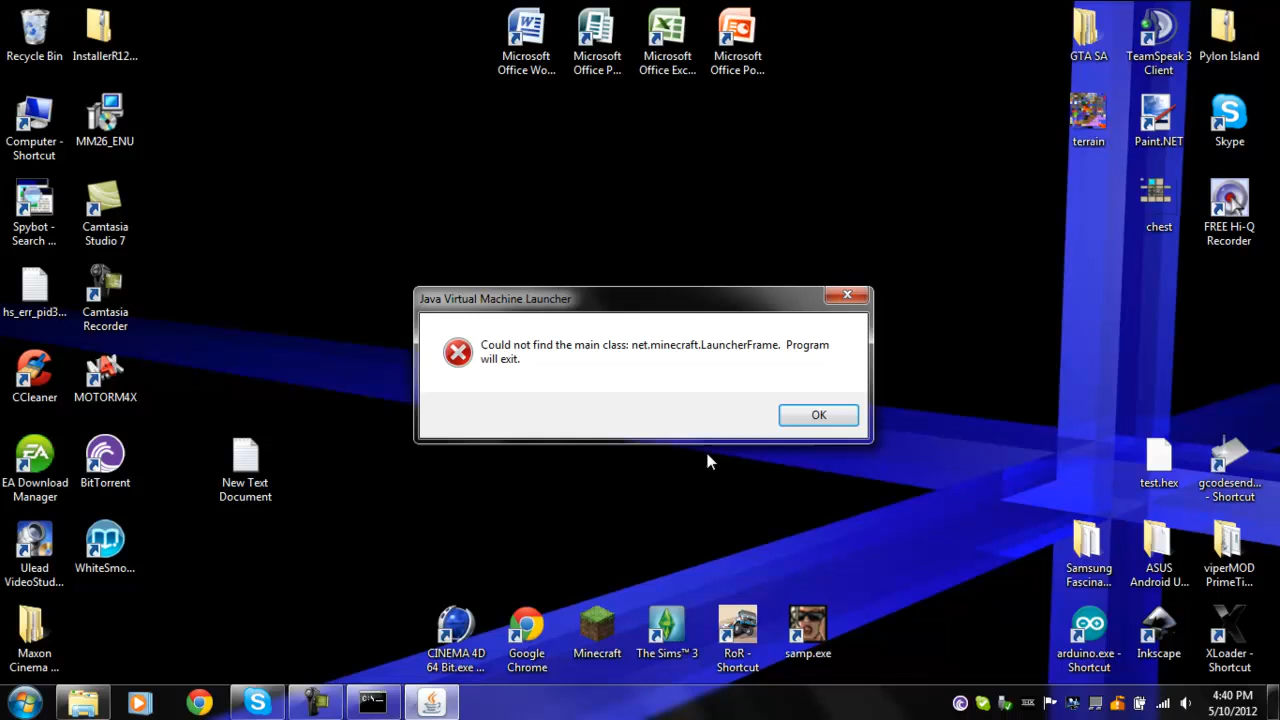 Recycle Bin
InstallerR12...
Microsoft
Office Wo...
Microsoft
Office P...
Microsoft
Office Exc...
Microsoft
Office Po...
GTA SA
TeamSpeak 3
Client
Pylon Island
Computer -
Shortcut
MM26_ENU
terrain
Paint.NET
Skype
Spybot -
Search ...
Camtasia
Studio 7
chest
FREE Hi-Q
Recorder
hs_err_pid3...
Camtasia
Recorder
Java Virtual Machine Launcher
Could not find the main class: net.minecraft.LauncherFrame.  Program
will exit.
OK
CCleaner
MOTORM4X
EA Download
Manager
BitTorrent
New Text
Document
test.hex
gcodesend...
- Shortcut
Ulead
VideoStud...
WhiteSmo...
Samsung
Fascina...
ASUS
Android U...
viperMOD
PrimeTi...
Maxon
Cinema ...
CINEMA 4D
64 Bit.exe ...
Google
Chrome
Minecraft
The Sims™ 3
RoR -
Shortcut
samp.exe
arduino.exe -
Shortcut
Inkscape
XLoader -
Shortcut
4:40 PM
5/10/2012